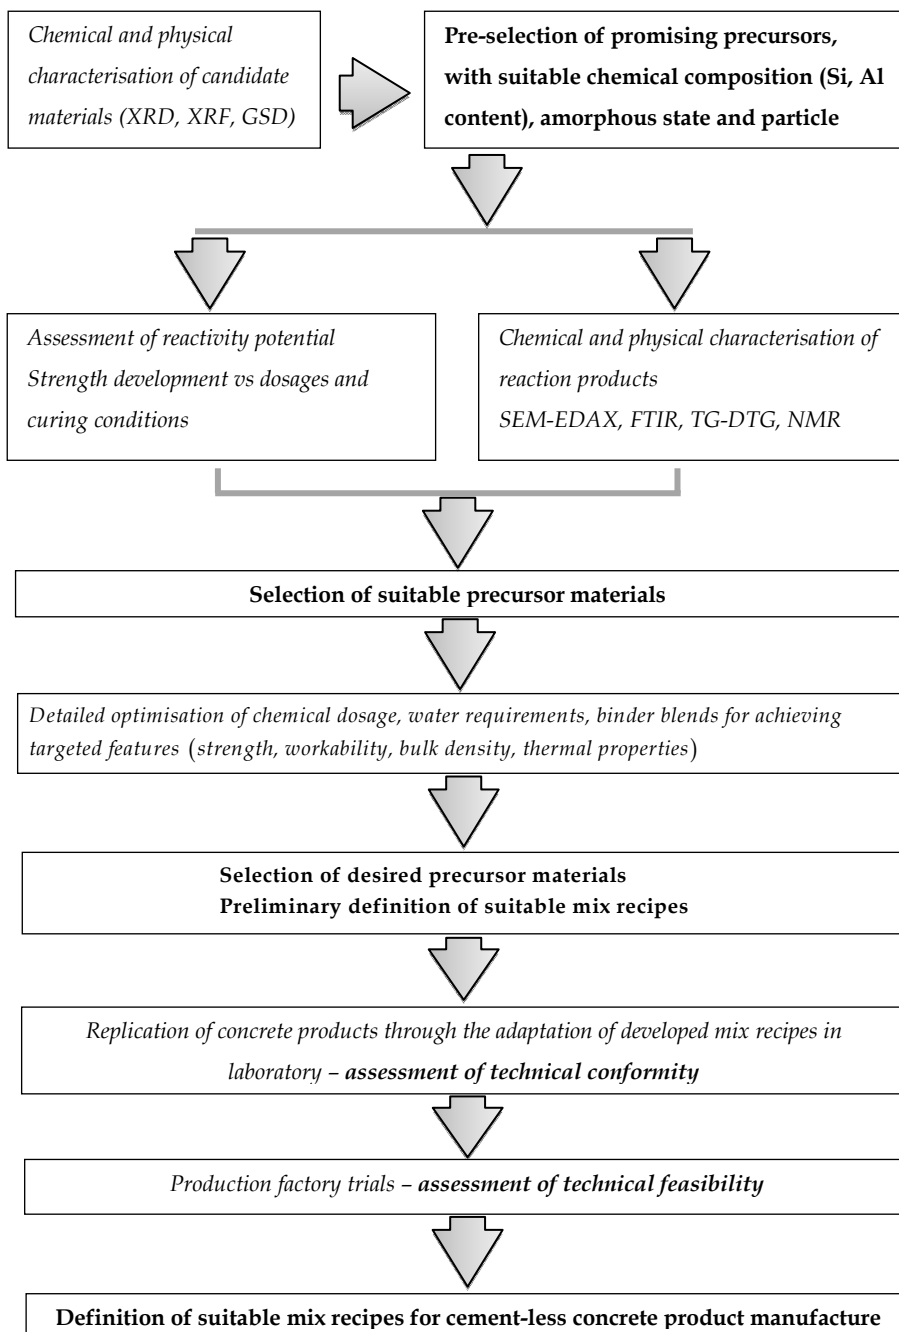 Chemical and physical
characterisation of candidate
materials (XRD, XRF, GSD)
Pre-selection of promising precursors,
with suitable chemical composition (Si, Al
content), amorphous state and particle
Assessment of reactivity potential
Strength development vs dosages and
curing conditions
Chemical and physical characterisation of
reaction products
SEM-EDAX, FTIR, TG-DTG, NMR
Selection of suitable precursor materials
Detailed optimisation of chemical dosage, water requirements, binder blends for achieving
targeted features (strength, workability, bulk density, thermal properties)
Selection of desired precursor materials
Preliminary definition of suitable mix recipes
Replication of concrete products through the adaptation of developed mix recipes in
laboratory – assessment of technical conformity
Production factory trials – assessment of technical feasibility
Definition of suitable mix recipes for cement-less concrete product manufacture